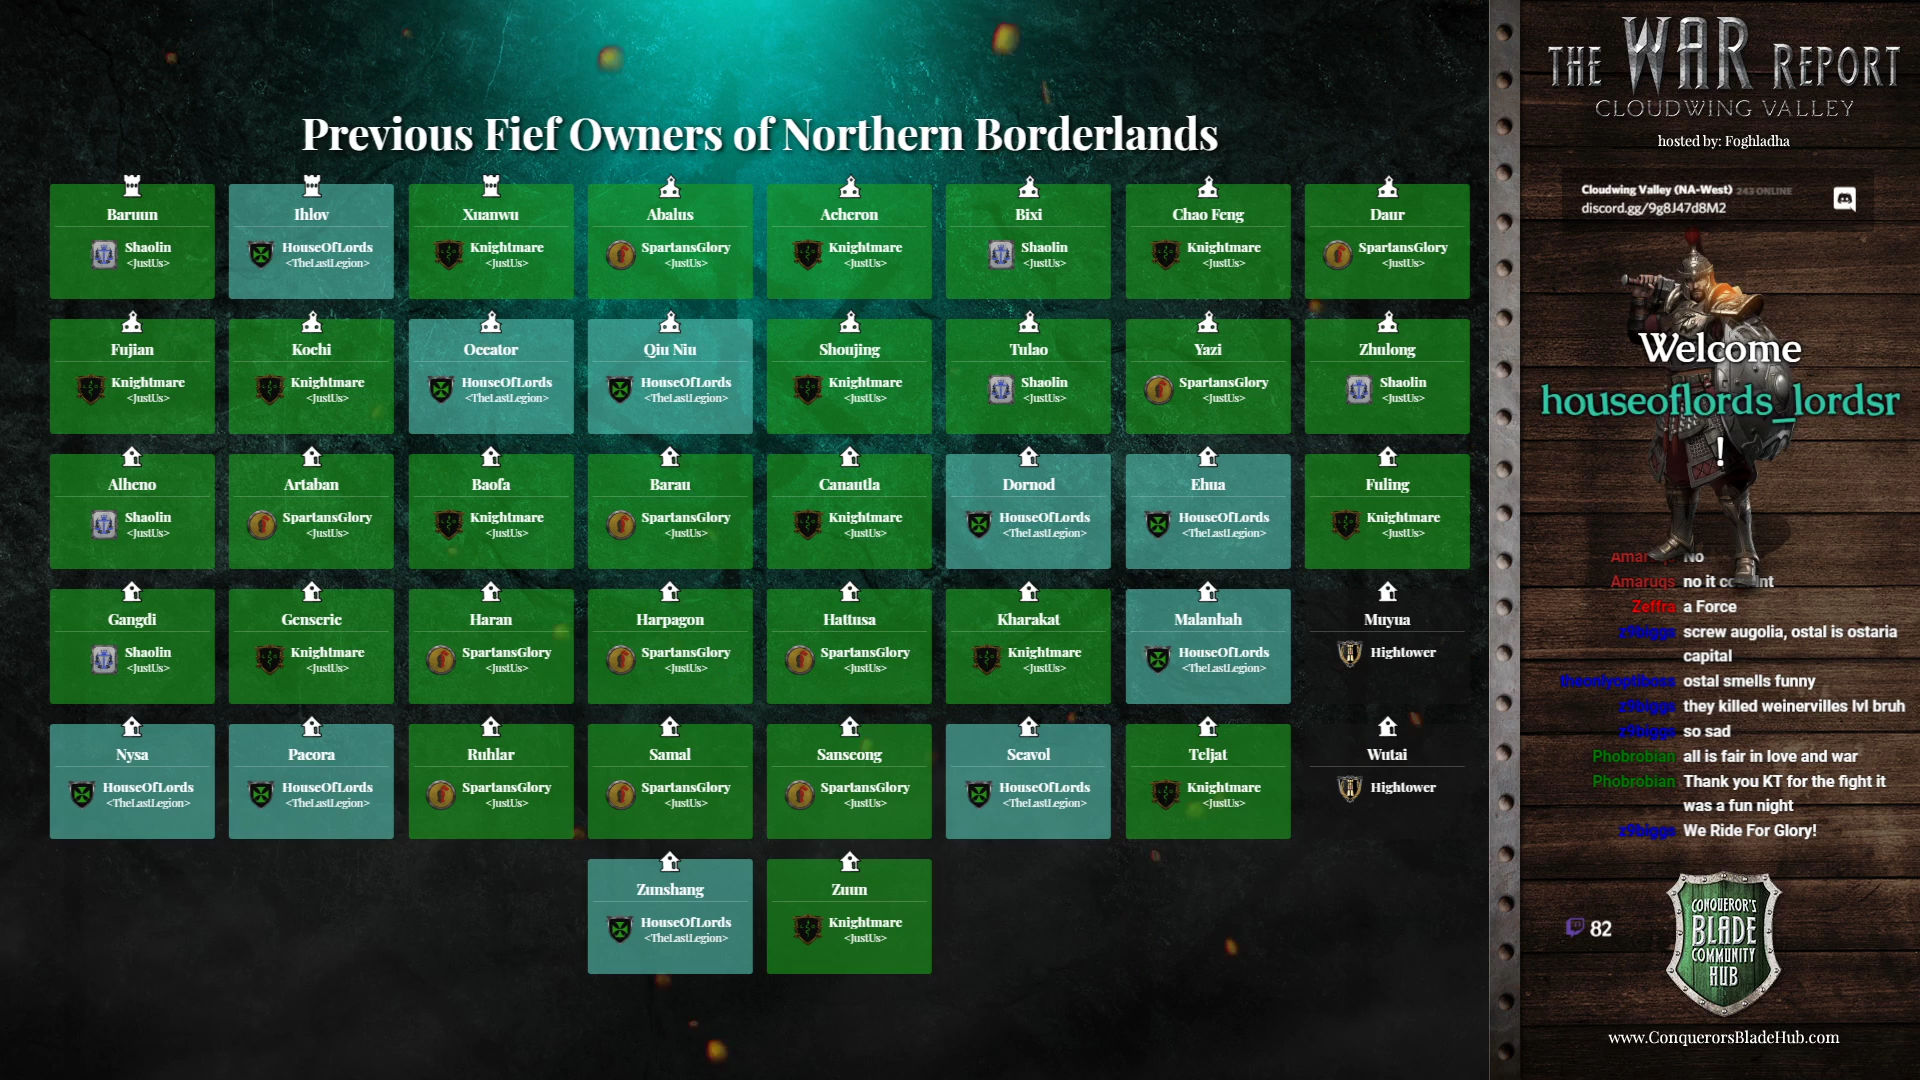 Previous Fief Owners of Northern Borderlands
Baruun
Shaolin
<JustUs>
Ihlov
HouseOfLords
<TheLastLegion>
Xuanwu
Knightmare
<JustUs>
Abalus
SpartansGlory
<JustUs>
Acheron
Knightmare
<JustUs>
Bixi
Shaolin
<JustUs>
Chao Feng
Knightmare
<JustUs>
Daur
SpartansGlory
<JustUs>
Fujian
Knightmare
<JustUs>
Kochi
Knightmare
<JustUs>
Occator
HouseOfLords
<TheLastLegion>
Qiu Niu
HouseOfLords
<TheLastLegion>
Shoujing
Knightmare
<JustUs>
Tulao
Shaolin
<JustUs>
Yazi
SpartansGlory
<JustUs>
Zhulong
Shaolin
<JustUs>
Alheno
Shaolin
<JustUs>
Artaban
SpartansGlory
<JustUs>
Baofa
Knightmare
<JustUs>
Barau
SpartansGlory
<JustUs>
Canautla
Knightmare
<JustUs>
Dornod
HouseOfLords
<TheLastLegion>
Ehua
HouseOfLords
<TheLastLegion>
Fuling
Knightmare
<JustUs>
Gangdi
Shaolin
<JustUs>
Genseric
Knightmare
<JustUs>
Haran
SpartansGlory
<JustUs>
Harpagon
SpartansGlory
<JustUs>
Hattusa
SpartansGlory
<JustUs>
Kharakat
Knightmare
<JustUs>
Malanhah
HouseOfLords
<TheLastLegion>
Muyua
Hightower
Nysa
HouseOfLords
<TheLastLegion>
Pacora
HouseOfLords
<TheLastLegion>
Ruhlar
SpartansGlory
<JustUs>
Samal
SpartansGlory
<JustUs>
Sanseong
SpartansGlory
<JustUs>
Scavol
HouseOfLords
<TheLastLegion>
Teljat
Knightmare
<JustUs>
Wutai
Hightower
Zunshang
HouseOfLords
<TheLastLegion>
Zuun
Knightmare
<JustUs>
THE WAR REPORT
CLOUDWING VALLEY
hosted by: Foghladha
Cloudwing Valley (NA-West) 243 ONLINE
discord.gg/9g8J47d8M2
Welcome
houseoflords_lordsr
!
No
Amaruqs no it
Zeffra a Force
z9biggs screw augolia, ostal is ostaria
capital
theonlyoptiboss ostal smells funny
z9biggs they killed weinervilles lvl bruh
z9biggs so sad
Phobrobian all is fair in love and war
Phobrobian Thank you KT for the fight it
was a fun night
z9biggs We Ride For Glory!
82
CONQUEROR'S
BLADE
COMMUNITY
HUB
www.ConquerorsBladeHub.com